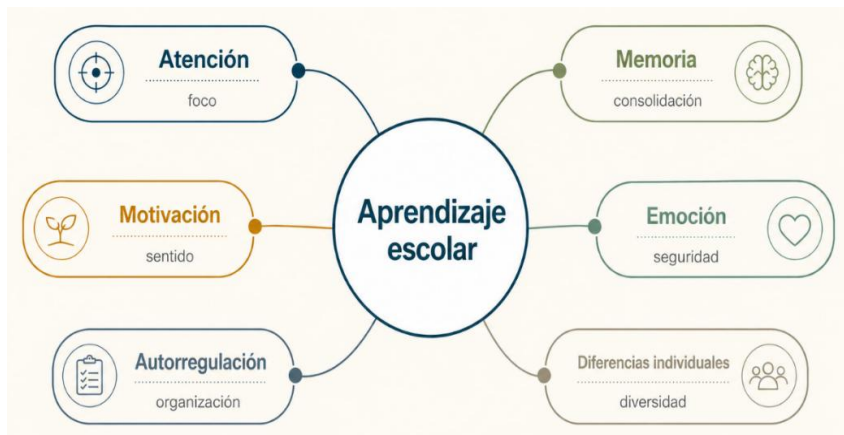 Atención
foco
Memoria
consolidación
Motivación
sentido
Aprendizaje
escolar
Emoción
seguridad
Autorregulación
organización
Diferencias individuales
diversidad